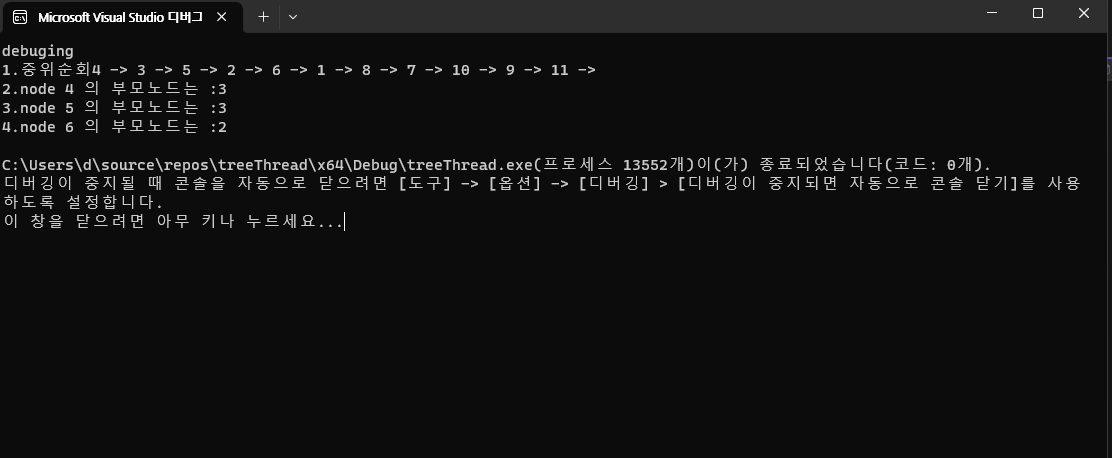 Microsoft Visual Studio 디버그
debuging
1.중위순회4 -> 3 -> 5 -> 2 -> 6 -> 1 -> 8 -> 7 -> 10 -> 9 -> 11 ->
2.node 4 의 부모노드는 :3
3.node 5 의 부모노드는 :3
4.node 6 의 부모노드는 :2
C:\Users\d\source\repos\treeThread\x64\Debug\treeThread.exe(프로세스 13552개)이(가) 종료되었습니다(코드: 0개).
디버깅이 중지될 때 콘솔을 자동으로 닫으려면 [도구] -> [옵션] -> [디버깅] > [디버깅이 중지되면 자동으로 콘솔 닫기]를 사용
하도록 설정합니다.
이 창을 닫으려면 아무 키나 누르세요...